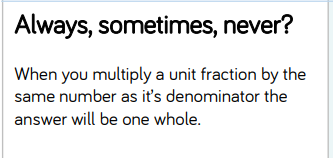 Always, sometimes, never?
When you multiply a unit fraction by the
same number as it's denominator the
answer will be one whole.